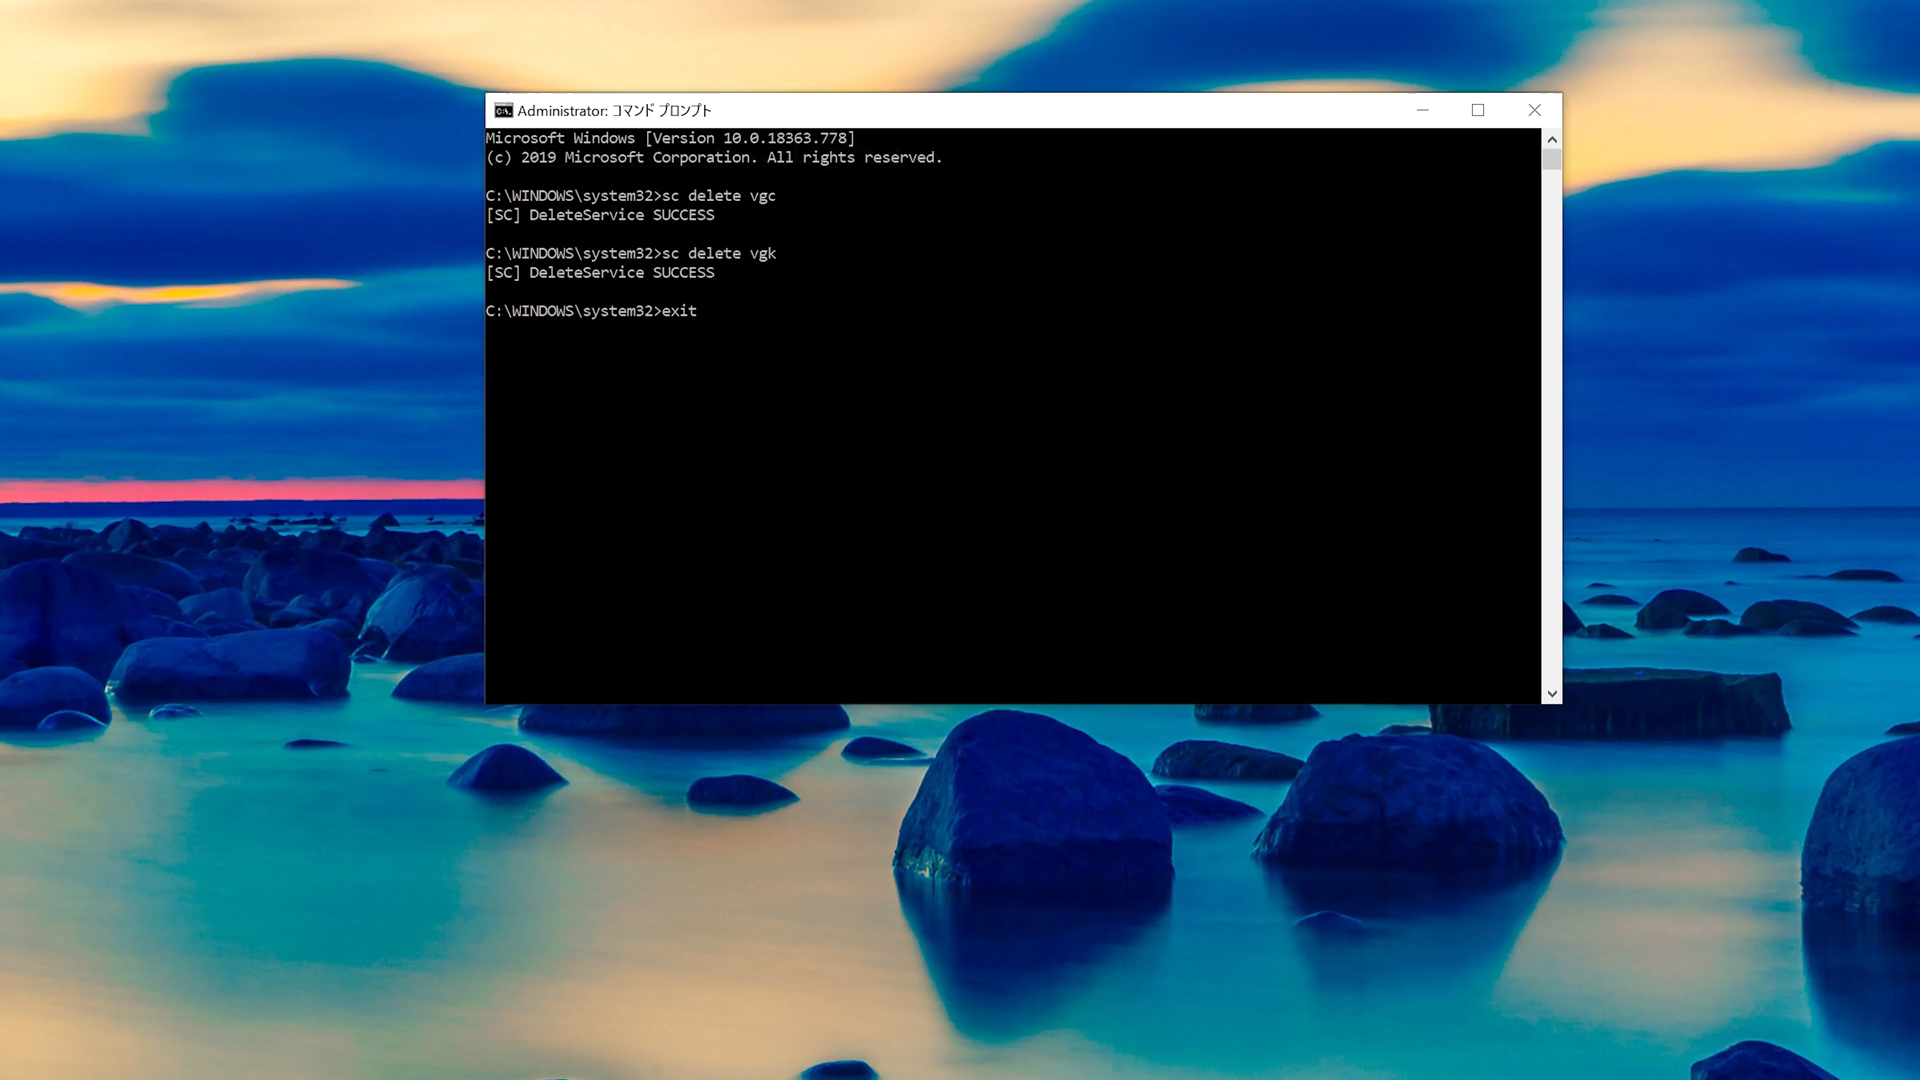 Administrator: コマンド プロンプト
Microsoft Windows [Version 10.0.18363.778]
(c) 2019 Microsoft Corporation. All rights reserved.
C:\WINDOWS\system32>sc delete vgc
[SC] DeleteService SUCCESS
C:\WINDOWS\system32>sc delete vgk
[SC] DeleteService SUCCESS
C:\WINDOWS\system32>exit